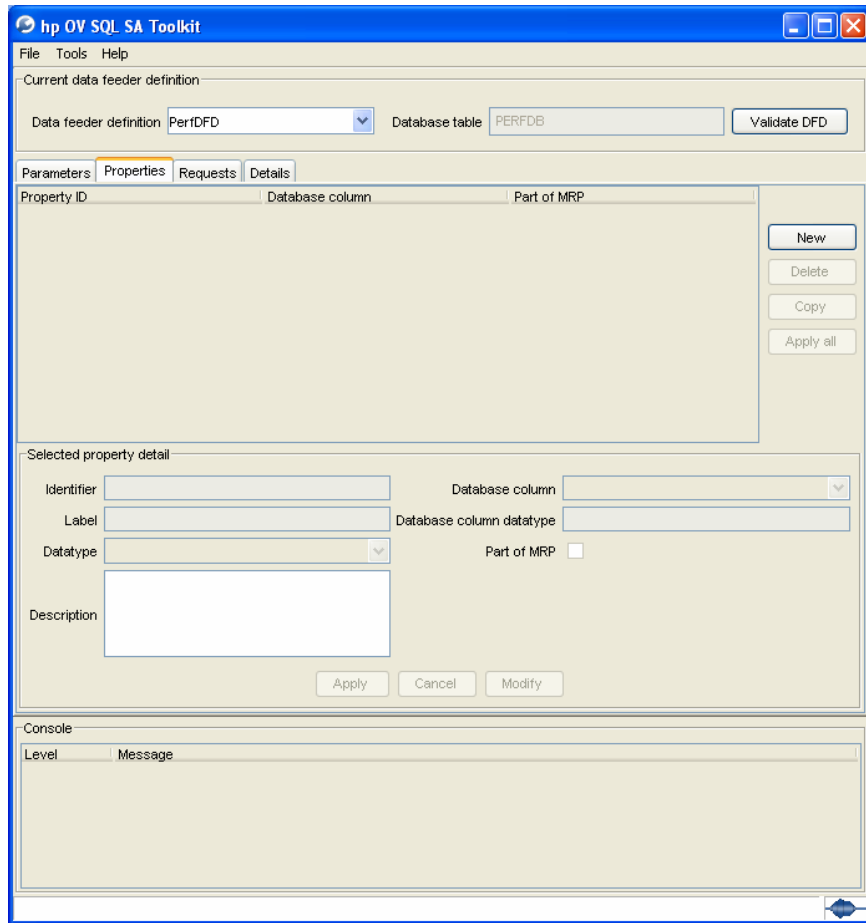 hp OV SQL SA Toolkit
File Tools Help
Current data feeder definition
Data feeder definition PerfDFD Database table PERFDB Validate DFD
Parameters Properties Requests Details
Property ID Database column Part of MRP
New
Delete
Copy
Apply all
Selected property detail
Identifier Database column
Label Database column datatype
Datatype Part of MRP
Description
Apply Cancel Modify
Console
Level Message